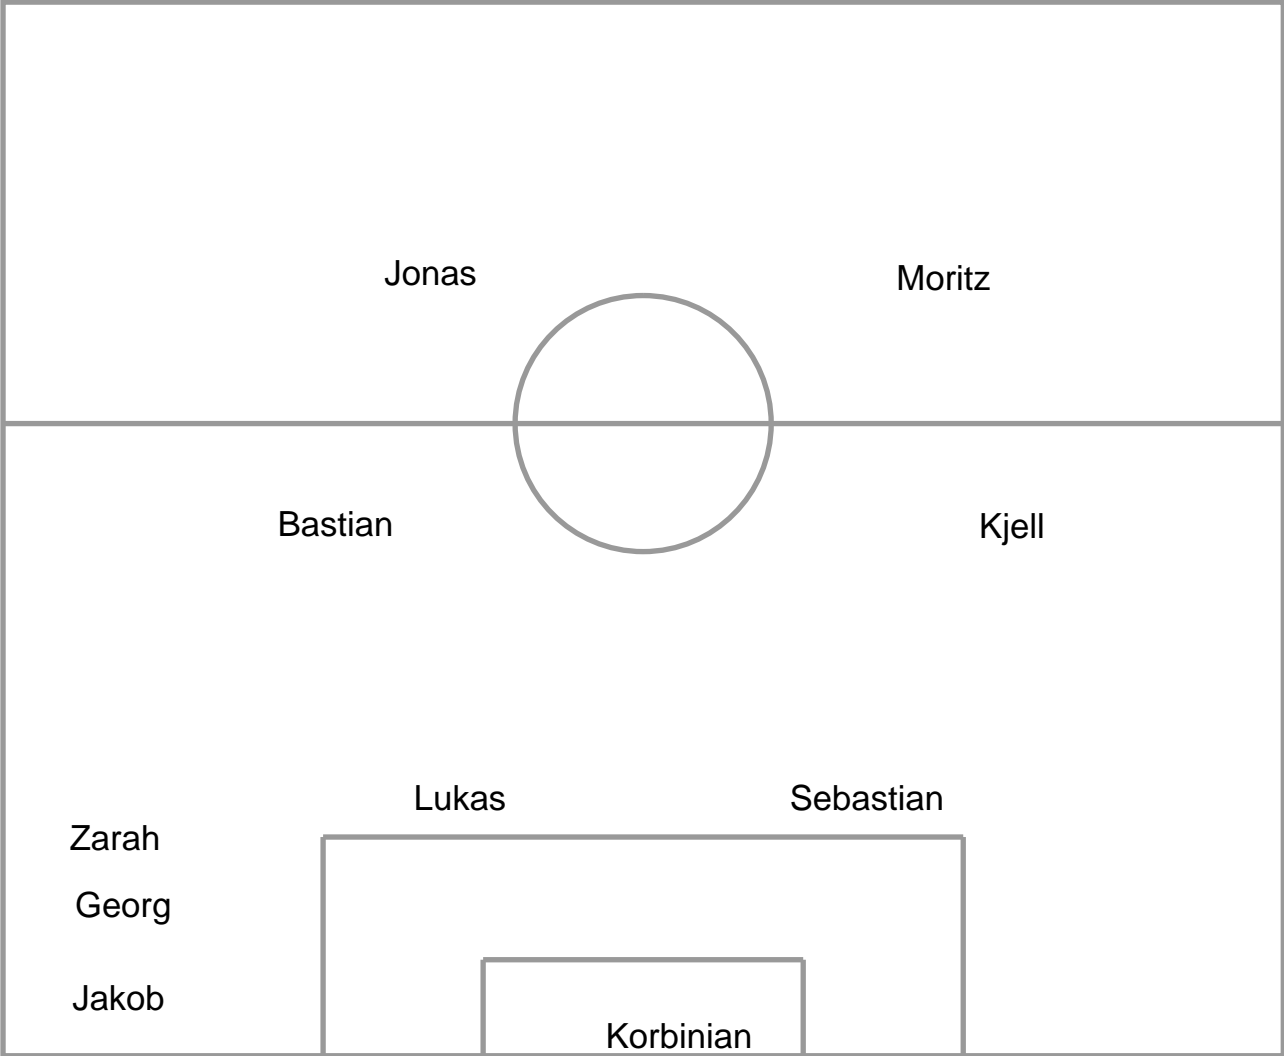 Jonas
Moritz
Bastian
Kjell
Lukas
Sebastian
Zarah
Georg
Jakob
Korbinian